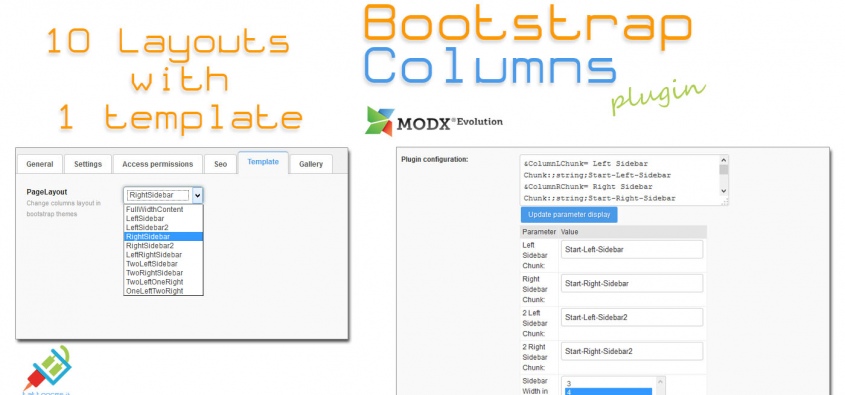 10 Layouts
with
1 template
Bootstrap
Columns
plugin
MODX® Evolution
General
Settings
Access permissions
Seo
Template
Gallery
PageLayout
Change columns layout in
bootstrap themes
RightSidebar
FullWidthContent
LeftSidebar
LeftSidebar2
RightSidebar
RightSidebar2
LeftRightSidebar
TwoLeftSidebar
TwoRightSidebar
TwoLeftOneRight
OneLeftTwoRight
Plugin configuration:
&ColumnLChunk= Left Sidebar
Chunk;;string;Start-Left-Sidebar
&ColumnRChunk= Right Sidebar
Chunk;;string;Start-Right-Sidebar
Update parameter display
Parameter Value
Left
Sidebar
Chunk:
Start-Left-Sidebar
Right
Sidebar
Chunk:
Start-Right-Sidebar
2 Left
Sidebar
Chunk:
Start-Left-Sidebar2
2 Right
Sidebar
Chunk:
Start-Right-Sidebar2
Sidebar
Width in
3
4